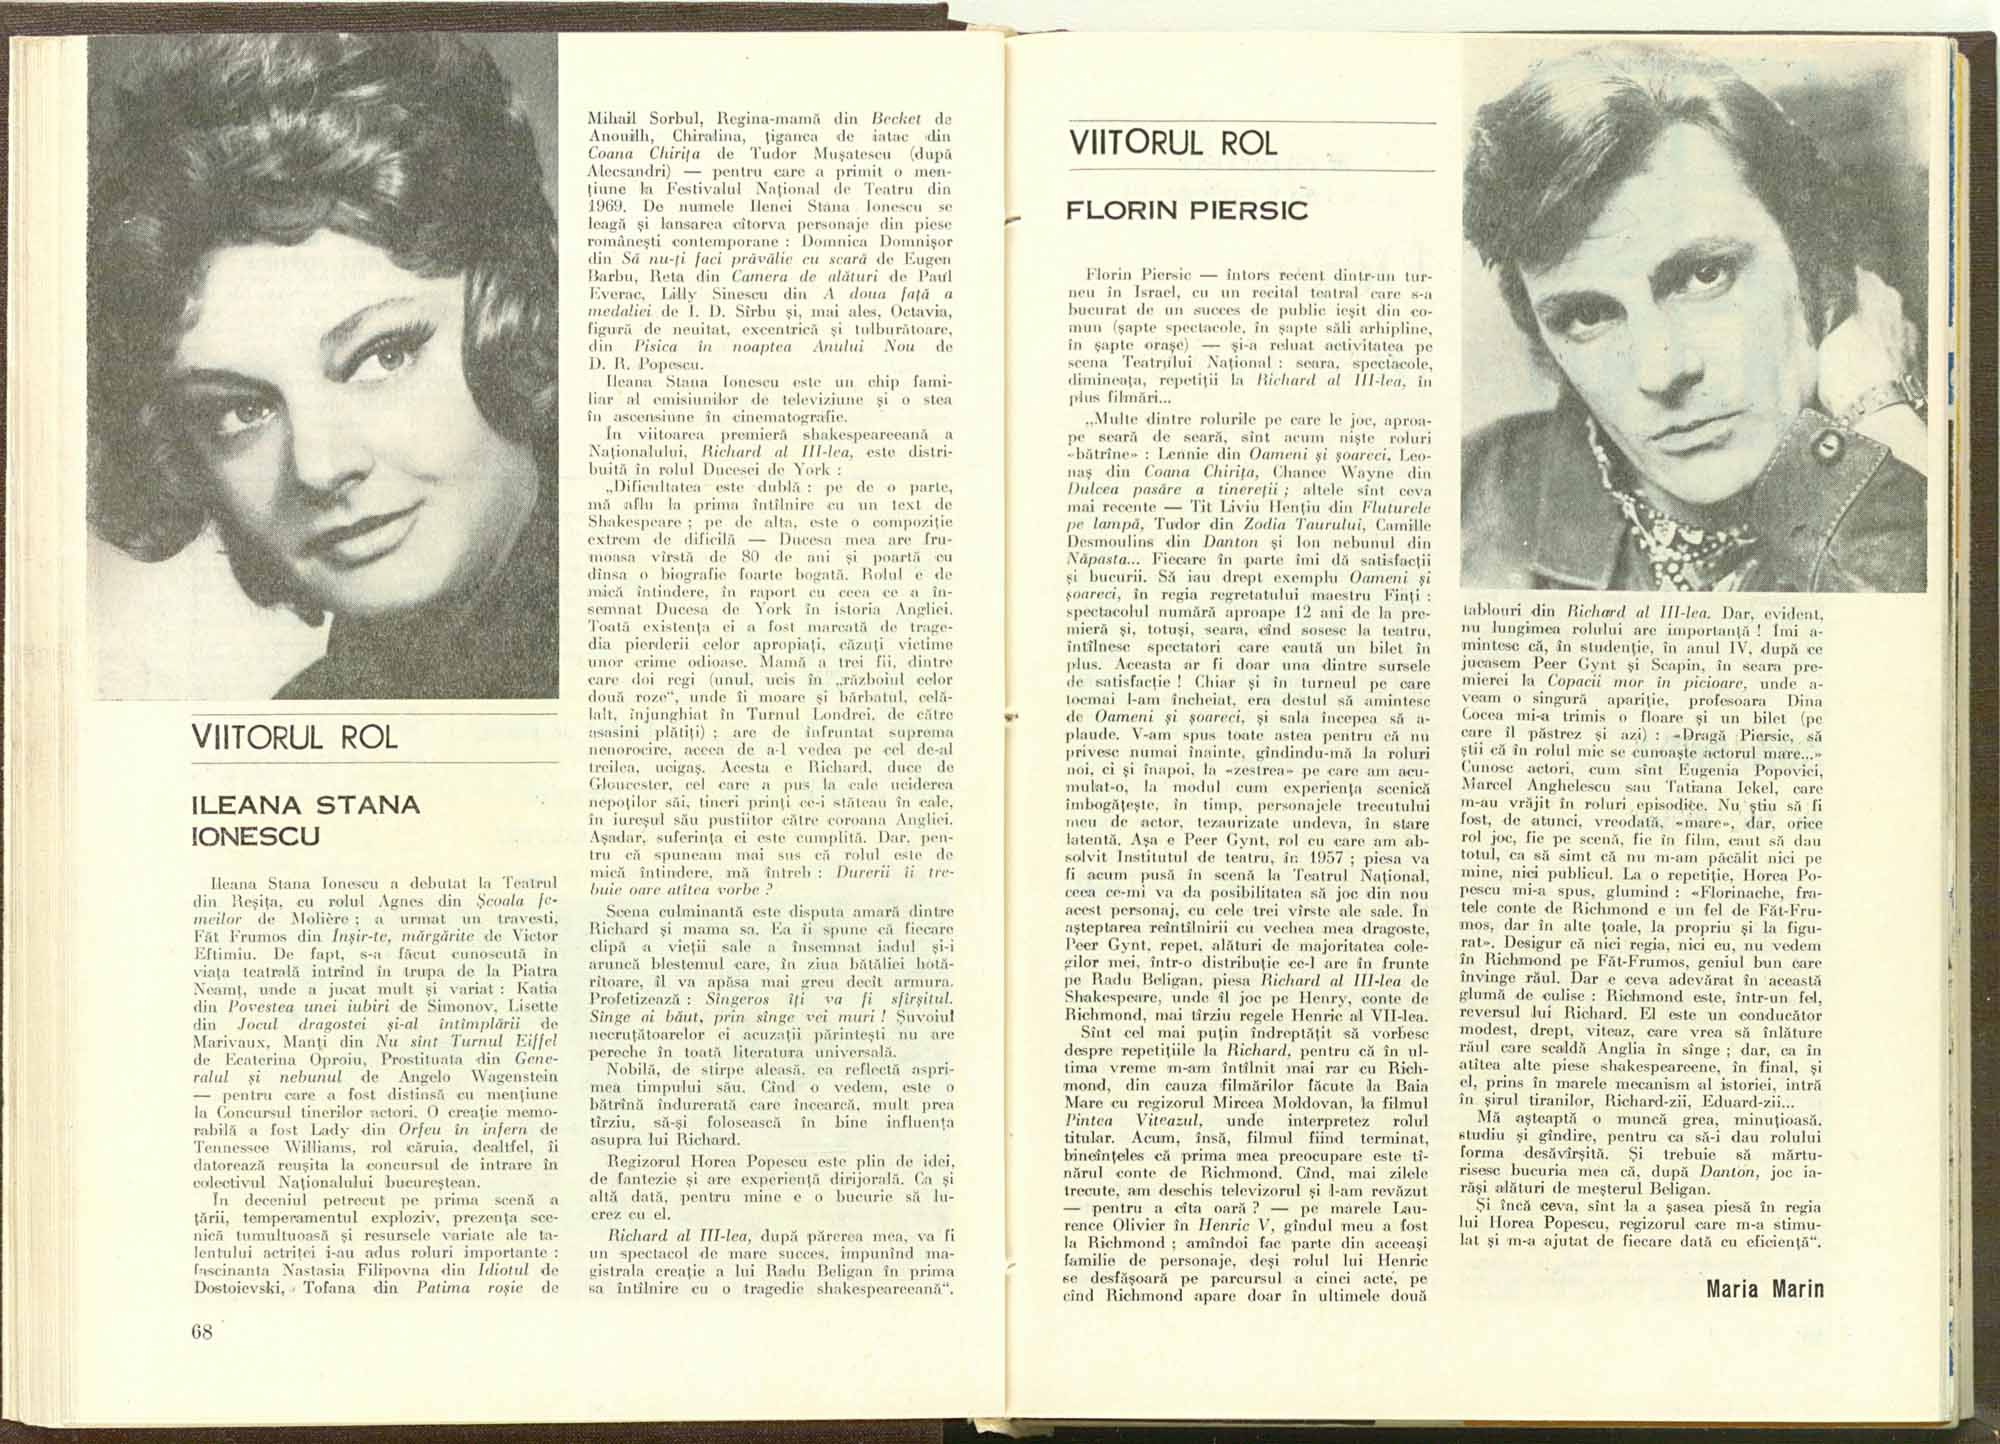 VIITORUL ROL
ILEANA STANA
IONESCU
Ileana Stana Ionescu a debutat la Teatrul
din Reşiţa, cu rolul Agnes din Şcoala fe-
meilor de Molière ; a urmat un travesti,
Făt Frumos din Inşir-te, mărgărite de Victor
Eftimiu. De fapt, s-a făcut cunoscută în
viaţa teatrală intrînd în trupa de la Piatra
Neamţ, unde a jucat mult şi variat : Katia
din Povestea unei iubiri de Simonov, Lisette
din Jocul dragostei şi-al întîmplării de
Marivaux, Manţi din Nu sînt Turnul Eiffel
de Ecaterina Oproiu, Prostituata din Gene-
ralul şi nebunul de Angelo Wagenstein
— pentru care a fost distinsă cu menţiune
la Concursul tinerilor actori. O creaţie memo-
rabilă a fost Lady din Orfeu în infern de
Tennessee Williams, rol căruia, dealtfel, îi
datorează reuşita la concursul de intrare în
colectivul Naţionalului bucureştean.
În deceniul petrecut pe prima scenă a
ţării, temperamentul exploziv, prezenţa sce-
nică tumultuoasă şi resursele variate ale ta-
lentului actriţei i-au adus roluri importante :
fascinanta Nastasia Filipovna din Idiotul de
Dostoievski, Tofana din Patima roşie de
68
Mihail Sorbul, Regina-mamă din Becket de
Anouilh, Chiralina, ţiganca de iatac din
Coana Chiriţa de Tudor Muşatescu (după
Alecsandri) — pentru care a primit o men-
ţiune la Festivalul Naţional de Teatru din
1969. De numele Ilenei Stana Ionescu se
leagă şi lansarea cîtorva personaje din piese
româneşti contemporane : Domnica Domnişor
din Să nu-ţi faci prăvălie cu scară de Eugen
Barbu, Reta din Camera de alături de Paul
Everac, Lilly Sinescu din A doua faţă a
medaliei de I. D. Sîrbu şi, mai ales, Octavia,
figură de neuitat, excentrică şi tulburătoare,
din Pisica în noaptea Anului Nou de
D. R. Popescu.
Ileana Stana Ionescu este un chip fami-
liar al emisiunilor de televiziune şi o stea
în ascensiune în cinematografie.
În viitoarea premieră shakespeareeană a
Naţionalului, Richard al III-lea, este distri-
buită în rolul Ducesei de York :
„Dificultatea este dublă : pe de o parte,
mă aflu la prima întîlnire cu un text de
Shakespeare ; pe de alta, este o compoziţie
extrem de dificilă — Ducesa mea are fru-
moasa vîrstă de 80 de ani şi poartă cu
dînsa o biografie foarte bogată. Rolul e de
mică întindere, în raport cu ceea ce a în-
semnat Ducesa de York în istoria Angliei.
Toată existenţa ei a fost marcată de trage-
dia pierderii celor apropiaţi, căzuţi victime
unor crime odioase. Mamă a trei fii, dintre
care doi regi (unul, ucis în „războiul celor
două roze“, unde îi moare şi bărbatul, celă-
lalt, înjunghiat în Turnul Londrei, de către
asasini plătiţi) ; are de înfruntat suprema
nenorocire, aceea de a-l vedea pe cel de-al
treilea, ucigaş. Acesta e Richard, duce de
Gloucester, cel care a pus la cale uciderea
nepoţilor săi, tineri prinţi ce-i stăteau în cale,
în iureşul său pustiitor către coroana Angliei.
Aşadar, suferinţa ei este cumplită. Dar, pen-
tru că spuneam mai sus că rolul este de
mică întindere, mă întreb : Durerii îi tre-
buie oare atîtea vorbe ?
Scena culminantă este disputa amară dintre
Richard şi mama sa. Ea îi spune că fiecare
clipă a vieţii sale a însemnat iadul şi-i
aruncă blestemul care, în ziua bătăliei hotă-
rîtoare, îl va apăsa mai greu decît armura.
Profetizează : Sîngeros îţi va fi sfîrşitul.
Sînge ai băut, prin sînge vei muri ! Şuvoiul
necruţătoarelor ei acuzaţii părinteşti nu are
pereche în toată literatura universală.
Nobilă, de stirpe aleasă, ea reflectă aspri-
mea timpului său. Cînd o vedem, este o
bătrînă îndurerată care încearcă, mult prea
tîrziu, să-şi folosească în bine influenţa
asupra lui Richard.
Regizorul Horea Popescu este plin de idei,
de fantezie şi are experienţă dirijorală. Ca şi
altă dată, pentru mine e o bucurie să lu-
crez cu el.
Richard al III-lea, după părerea mea, va fi
un spectacol de mare succes, impunînd ma-
gistrala creaţie a lui Radu Beligan în prima
sa întîlnire cu o tragedie shakespeareeană“.
VIITORUL ROL
FLORIN PIERSIC
Florin Piersic — întors recent dintr-un tur-
neu în Israel, cu un recital teatral care s-a
bucurat de un succes de public ieşit din co-
mun (şapte spectacole, în şapte săli arhipline,
în şapte oraşe) — şi-a reluat activitatea pe
scena Teatrului Naţional : seara, spectacole,
dimineaţa, repetiţii la Richard al III-lea, în
plus filmări...
„Multe dintre rolurile pe care le joc, aproa-
pe seară de seară, sînt acum nişte roluri
«bătrîne» : Lennie din Oameni şi şoareci, Leo-
naş din Coana Chiriţa, Chance Wayne din
Dulcea pasăre a tinereţii ; altele sînt ceva
mai recente — Tit Liviu Henţiu din Fluturele
pe lampă, Tudor din Zodia Taurului, Camille
Desmoulins din Danton şi Ion nebunul din
Năpasta... Fiecare în parte îmi dă satisfacţii
şi bucurii. Să iau drept exemplu Oameni şi
şoareci, în regia regretatului maestru Finţi :
spectacolul numără aproape 12 ani de la pre-
mieră şi, totuşi, seara, cînd sosesc la teatru,
întîlnesc spectatori care caută un bilet în
plus. Aceasta ar fi doar una dintre sursele
de satisfacţie ! Chiar şi în turneul pe care
tocmai l-am încheiat, era destul să amintesc
de Oameni şi şoareci, şi sala începea să a-
plaude. V-am spus toate astea pentru că nu
privesc numai înainte, gîndindu-mă la roluri
noi, ci şi înapoi, la «zestrea» pe care am acu-
mulat-o, la modul cum experienţa scenică
îmbogăţeşte, în timp, personajele trecutului
meu de actor, tezaurizate undeva, în stare
latentă. Aşa e Peer Gynt, rol cu care am ab-
solvit Institutul de teatru, în 1957 ; piesa va
fi acum pusă în scenă la Teatrul Naţional,
ceea ce-mi va da posibilitatea să joc din nou
acest personaj, cu cele trei vîrste ale sale. În
aşteptarea reîntîlnirii cu vechea mea dragoste,
Peer Gynt, repet, alături de majoritatea cole-
gilor mei, într-o distribuţie ce-l are în frunte
pe Radu Beligan, piesa Richard al III-lea de
Shakespeare, unde îl joc pe Henry, conte de
Richmond, mai tîrziu regele Henric al VII-lea.
Sînt cel mai puţin îndreptăţit să vorbesc
despre repetiţiile la Richard, pentru că în ul-
tima vreme m-am întîlnit mai rar cu Rich-
mond, din cauza filmărilor făcute la Baia
Mare cu regizorul Mircea Moldovan, la filmul
Pintea Viteazul, unde interpretez rolul
titular. Acum, însă, filmul fiind terminat,
bineînţeles că prima mea preocupare este tî-
nărul conte de Richmond. Cînd, mai zilele
trecute, am deschis televizorul şi l-am revăzut
— pentru a cîta oară ? — pe marele Lau-
rence Olivier în Henric V, gîndul meu a fost
la Richmond ; amîndoi fac parte din aceeaşi
familie de personaje, deşi rolul lui Henric
se desfăşoară pe parcursul a cinci acte, pe
cînd Richmond apare doar în ultimele două
tablouri din Richard al III-lea. Dar, evident,
nu lungimea rolului are importanţă ! Îmi a-
mintesc că, în studenţie, în anul IV, după ce
jucasem Peer Gynt şi Scapin, în seara pre-
mierei la Copacii mor în picioare, unde a-
veam o singură apariţie, profesoara Dina
Cocea mi-a trimis o floare şi un bilet (pe
care îl păstrez şi azi) : «Dragă Piersic, să
ştii că în rolul mic se cunoaşte actorul mare...»
Cunosc actori, cum sînt Eugenia Popovici,
Marcel Anghelescu sau Tatiana Iekel, care
m-au vrăjit în roluri episodice. Nu ştiu să fi
fost, de atunci, vreodată, «mare», dar, orice
rol joc, fie pe scenă, fie în film, caut să dau
totul, ca să simt că nu m-am păcălit nici pe
mine, nici publicul. La o repetiţie, Horea Po-
pescu mi-a spus, glumind : «Florinache, fra-
tele conte de Richmond e un fel de Făt-Fru-
mos, dar în alte ţoale, la propriu şi la figu-
rat». Desigur că nici regia, nici eu, nu vedem
în Richmond pe Făt-Frumos, geniul bun care
învinge răul. Dar e ceva adevărat în această
glumă de culise : Richmond este, într-un fel,
reversul lui Richard. El este un conducător
modest, drept, viteaz, care vrea să înlăture
răul care scaldă Anglia în sînge ; dar, ca în
atîtea alte piese shakespeareene, în final, şi
el, prins în marele mecanism al istoriei, intră
în şirul tiranilor, Richard-zii, Eduard-zii...
Mă aşteaptă o muncă grea, minuţioasă,
studiu şi gîndire, pentru ca să-i dau rolului
forma desăvîrşită. Şi trebuie să mărtu-
risesc bucuria mea că, după Danton, joc ia-
răşi alături de meşterul Beligan.
Şi încă ceva, sînt la a şasea piesă în regia
lui Horea Popescu, regizorul care m-a stimu-
lat şi m-a ajutat de fiecare dată cu eficienţă“.
Maria Marin